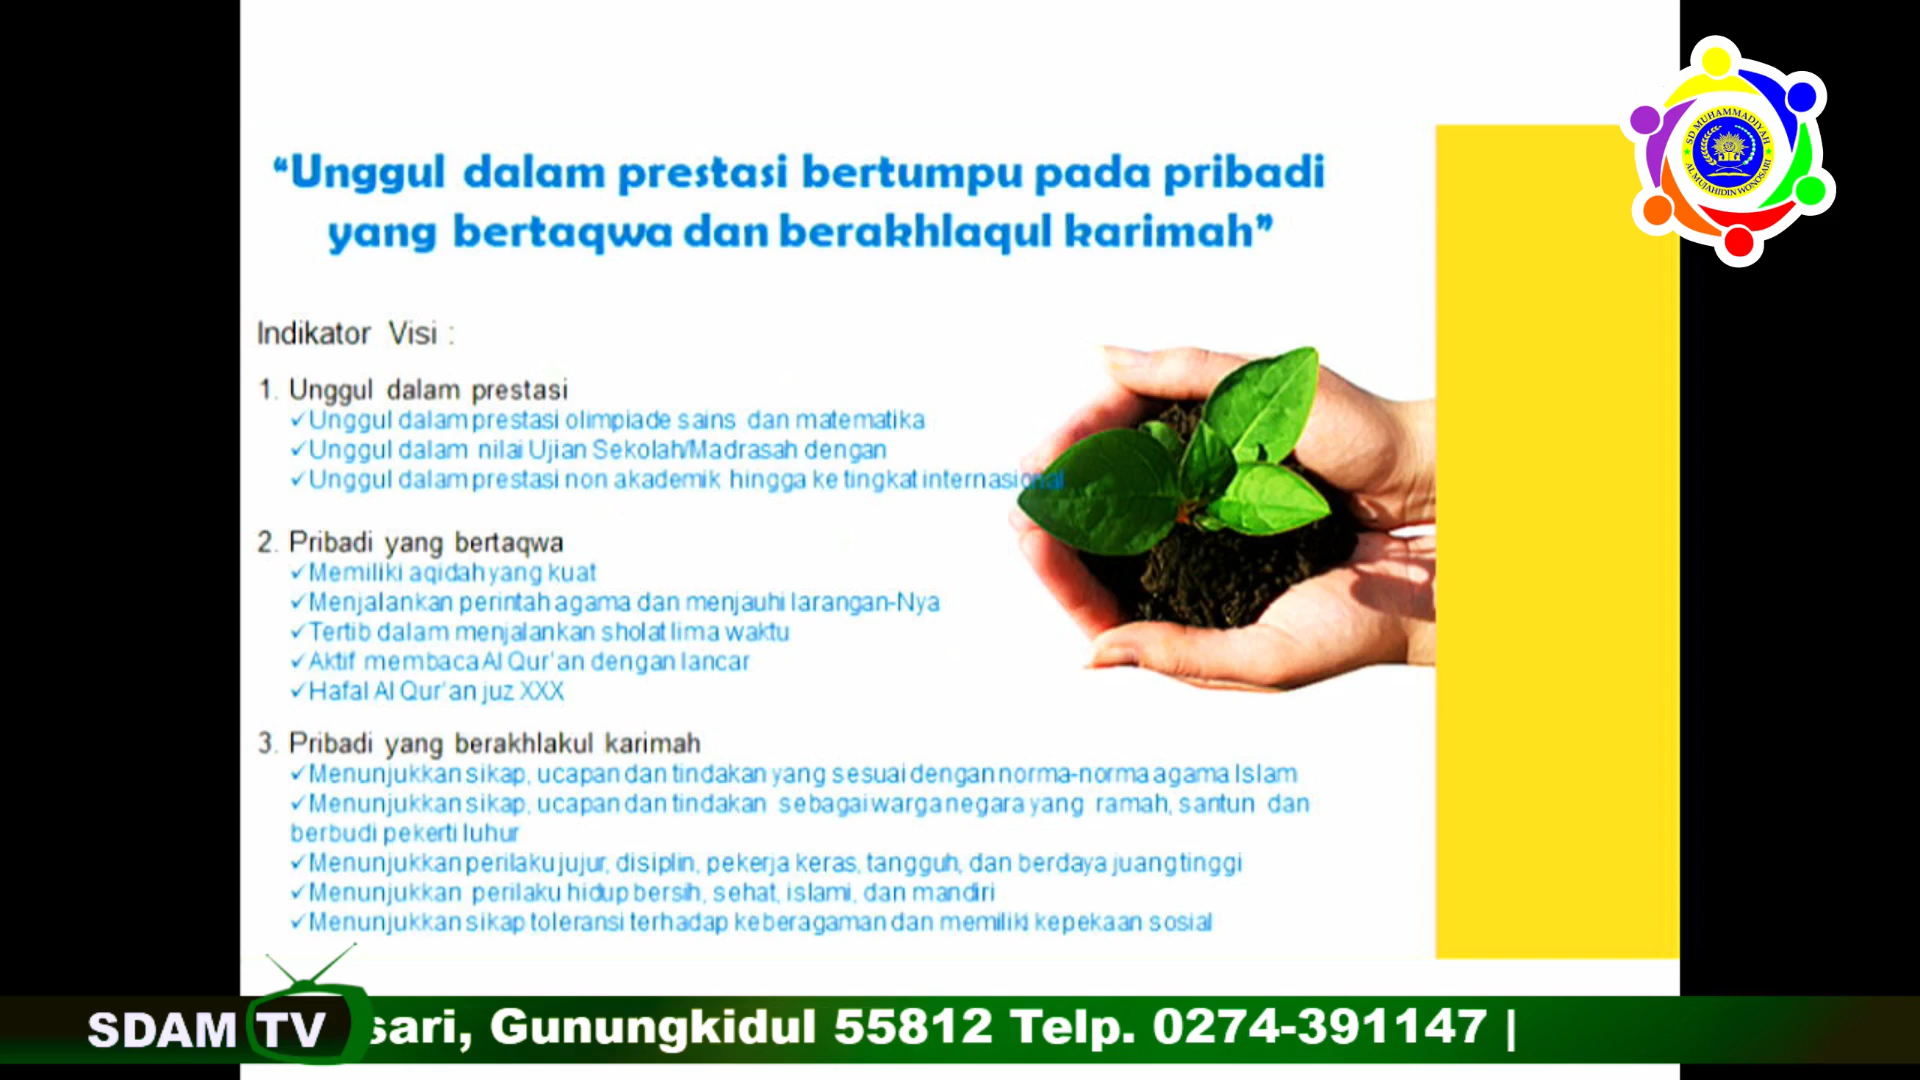 “Unggul dalam prestasi bertumpu pada pribadi
yang bertaqwa dan berakhlaqul karimah”
Indikator Visi :
1. Unggul dalam prestasi
✓Unggul dalam prestasi olimpiade sains dan matematika
✓Unggul dalam nilai Ujian Sekolah/Madrasah dengan
✓Unggul dalam prestasi non akademik hingga ke tingkat internasional
2. Pribadi yang bertaqwa
✓Memiliki aqidah yang kuat
✓Menjalankan perintah agama dan menjauhi larangan-Nya
✓Tertib dalam menjalankan sholat lima waktu
✓Aktif membaca Al Qur'an dengan lancar
✓Hafal Al Qur'an juz XXX
3. Pribadi yang berakhlakul karimah
✓Menunjukkan sikap, ucapan dan tindakan yang sesuai dengan norma-norma agama Islam
✓Menunjukkan sikap, ucapan dan tindakan sebagai warga negara yang ramah, santun dan
berbudi pekerti luhur
✓Menunjukkan perilaku jujur, disiplin, pekerja keras, tangguh, dan berdaya juang tinggi
✓Menunjukkan perilaku hidup bersih, sehat, islami, dan mandiri
✓Menunjukkan sikap toleransi terhadap keberagaman dan memiliki kepekaan sosial
SD MUHAMMADIYAH
AL MUJAHIDIN WONOSARI
SDAM TV
sari, Gunungkidul 55812 Telp. 0274-391147 |